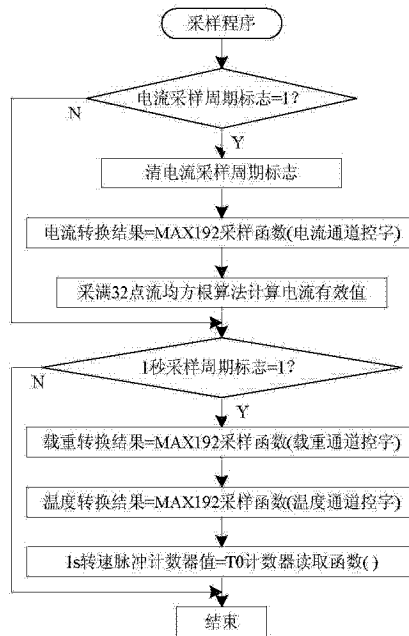 采样程序
电流采样周期标志=1?
N
Y
清电流采样周期标志
电流转换结果=MAX192采样函数(电流通道控字)
采满32点流均方根算法计算电流有效值
1秒采样周期标志=1?
N
Y
载重转换结果=MAX192采样函数(载重通道控字)
温度转换结果=MAX192采样函数(温度通道控字)
1s转速脉冲计数器值=T0计数器读取函数()
结束